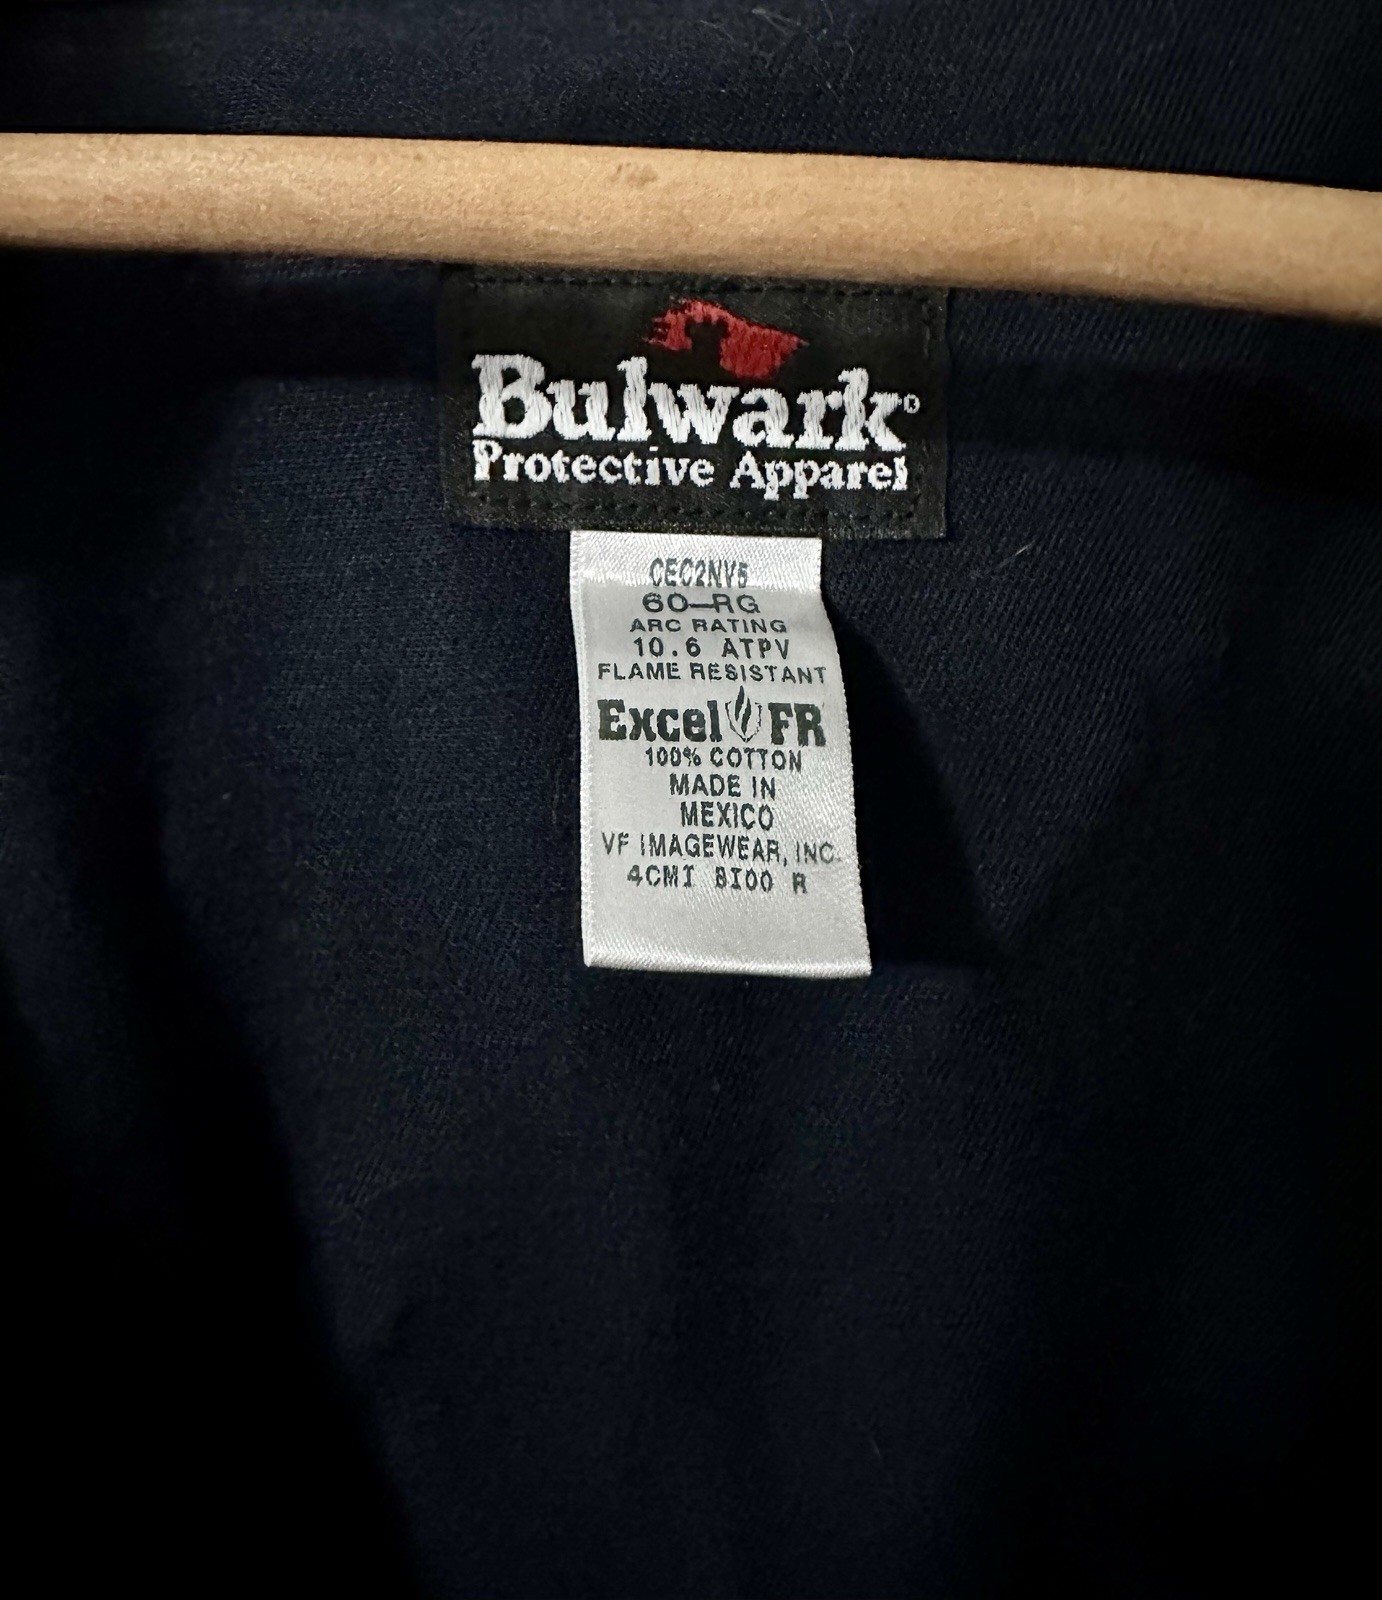 Bulwark®
Protective Apparel
CEC2NV5
60-RG
ARC RATING
10.6 ATPV
FLAME RESISTANT
Excel FR
100% COTTON
MADE IN
MEXICO
VF IMAGEWEAR, INC.
4CMI BI00 R